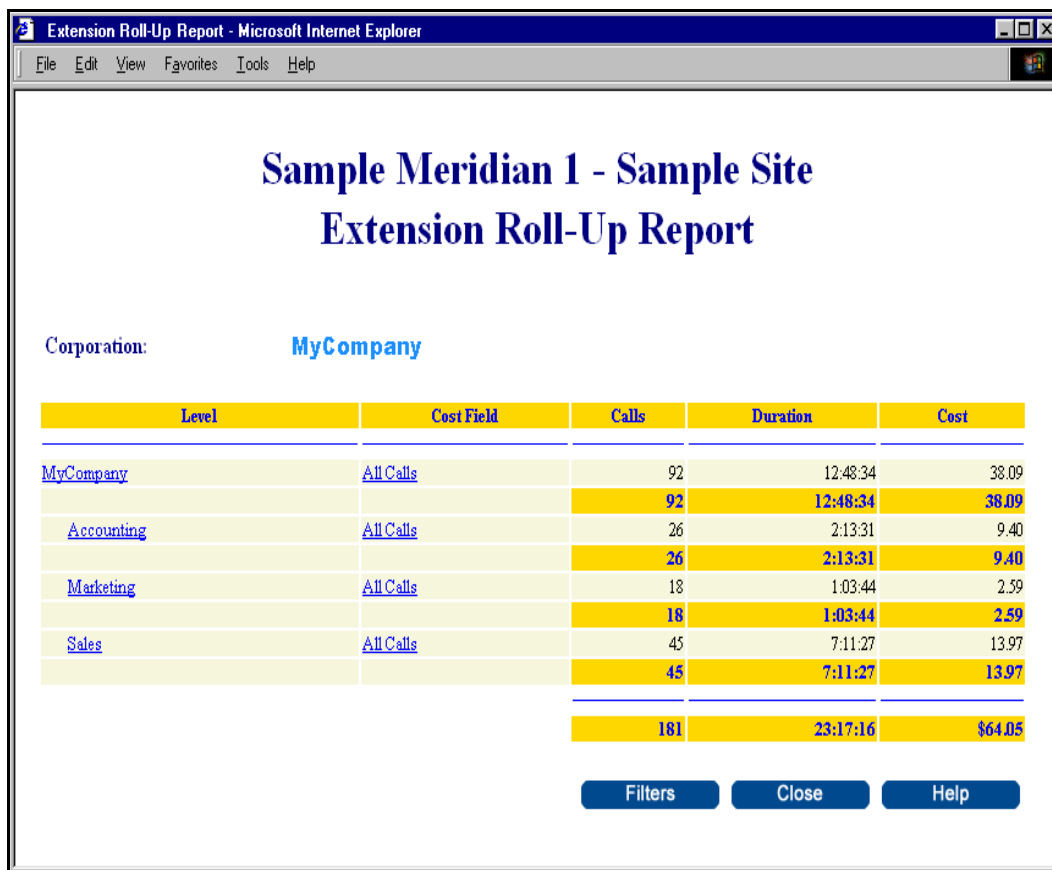 Extension Roll-Up Report - Microsoft Internet Explorer
File Edit View Favorites Tools Help
Sample Meridian 1 - Sample Site
Extension Roll-Up Report
Corporation: MyCompany
Level Cost Field Calls Duration Cost
MyCompany All Calls 92 12:48:34 38.09
92 12:48:34 38.09
Accounting All Calls 26 2:13:31 9.40
26 2:13:31 9.40
Marketing All Calls 18 1:03:44 2.59
18 1:03:44 2.59
Sales All Calls 45 7:11:27 13.97
45 7:11:27 13.97
181 23:17:16 $64.05
Filters Close Help